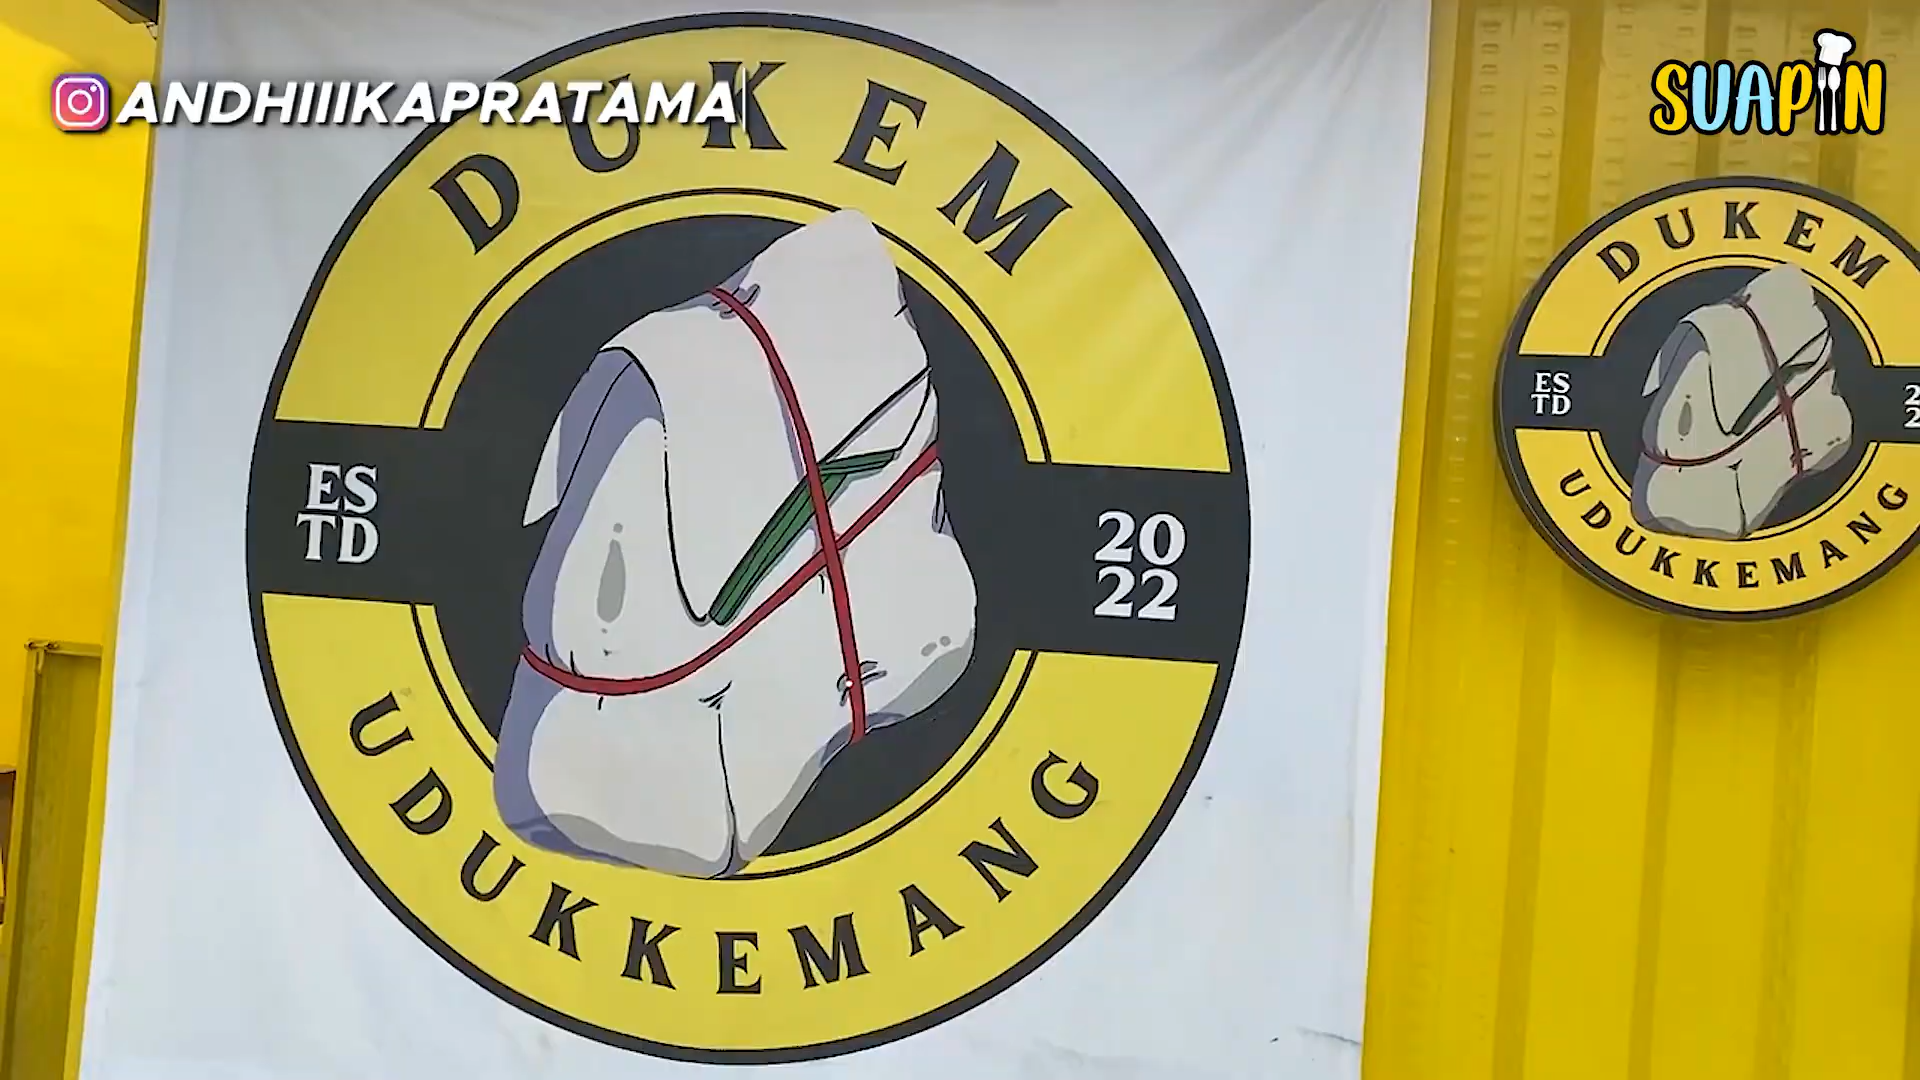 ANDHIIIKAPRATAMA
SUAPIN
DUKEM
ES
TD
20
22
UDUKKEMANG
DUKEM
ES
TD
UDUKKEMANG